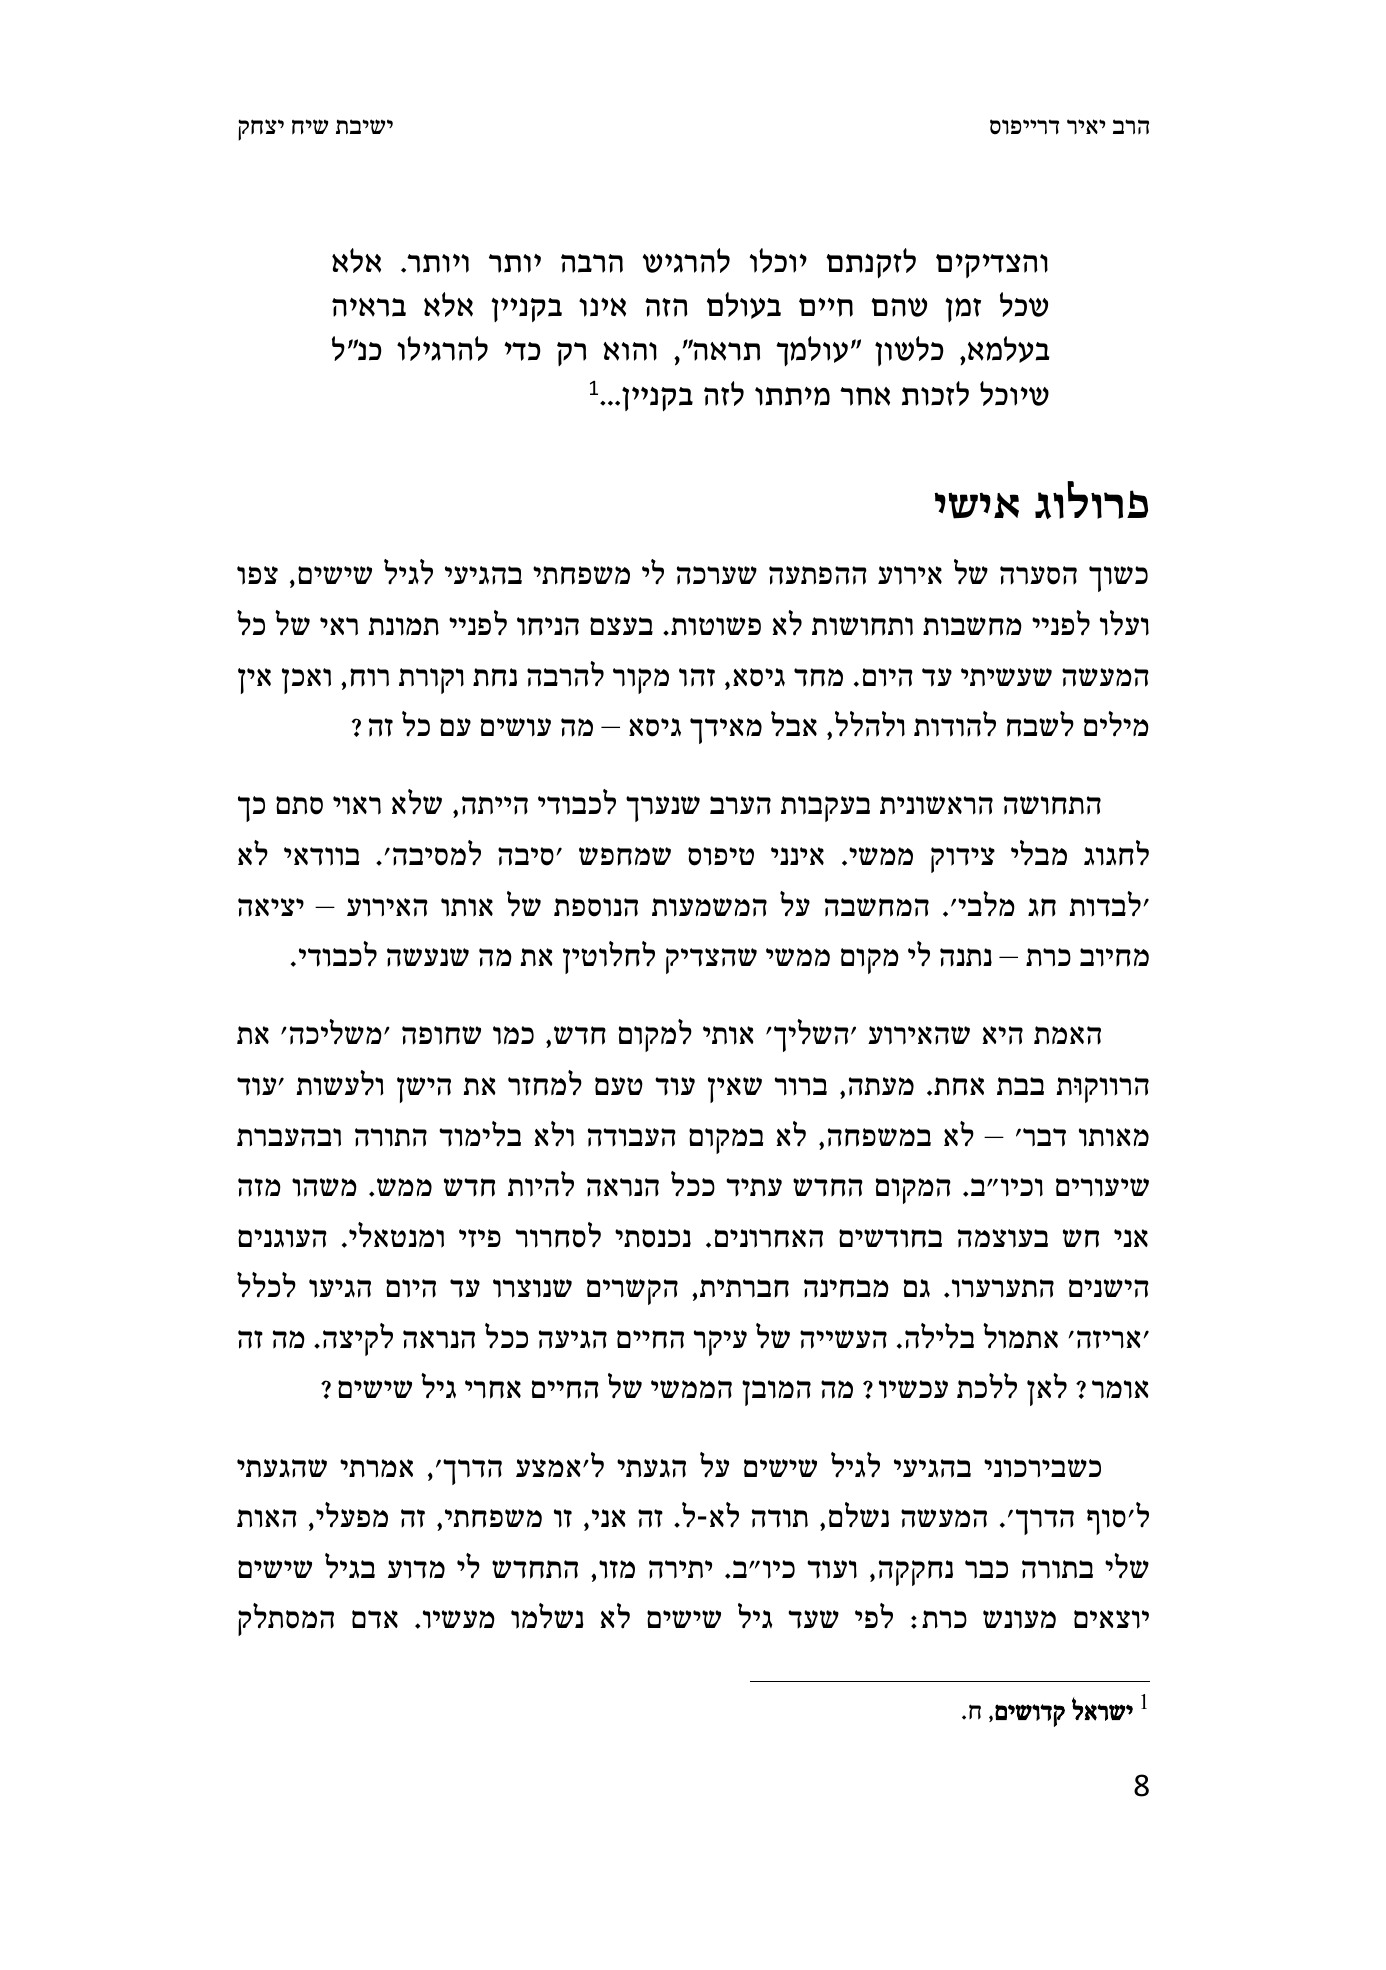 הרב יאיר דרייפוס
ישיבת שיח יצחק
והצדיקים לזקנתם יוכלו להרגיש הרבה יותר ויותר. אלא
שכל זמן שהם חיים בעולם הזה אינו בקניין אלא בראיה
בעלמא, כלשון "עולמך תראה", והוא רק כדי להרגילו כנ"ל
שיוכל לזכות אחר מיתתו לזה בקניין...1
פרולוג אישי
כשוך הסערה של אירוע ההפתעה שערכה לי משפחתי בהגיעי לגיל שישים, צפו
ועלו לפניי מחשבות ותחושות לא פשוטות. בעצם הניחו לפניי תמונת ראי של כל
המעשה שעשיתי עד היום. מחד גיסא, זהו מקור להרבה נחת וקורת רוח, ואכן אין
מילים לשבח להודות ולהלל, אבל מאידך גיסא – מה עושים עם כל זה?
התחושה הראשונית בעקבות הערב שנערך לכבודי הייתה, שלא ראוי סתם כך
לחגוג מבלי צידוק ממשי. אינני טיפוס שמחפש 'סיבה למסיבה'. בוודאי לא
'לבדות חג מלבי'. המחשבה על המשמעות הנוספת של אותו האירוע – יציאה
מחיוב כרת – נתנה לי מקום ממשי שהצדיק לחלוטין את מה שנעשה לכבודי.
האמת היא שהאירוע 'השליך' אותי למקום חדש, כמו שחופה 'משליכה' את
הרווקוּת בבת אחת. מעתה, ברור שאין עוד טעם למחזר את הישן ולעשות 'עוד
מאותו דבר' – לא במשפחה, לא במקום העבודה ולא בלימוד התורה ובהעברת
שיעורים וכיו"ב. המקום החדש עתיד ככל הנראה להיות חדש ממש. משהו מזה
אני חש בעוצמה בחודשים האחרונים. נכנסתי לסחרור פיזי ומנטאלי. העוגנים
הישנים התערערו. גם מבחינה חברתית, הקשרים שנוצרו עד היום הגיעו לכלל
'אריזה' אתמול בלילה. העשייה של עיקר החיים הגיעה ככל הנראה לקיצה. מה זה
אומר? לאן ללכת עכשיו? מה המובן הממשי של החיים אחרי גיל שישים?
כשבירכוני בהגיעי לגיל שישים על הגעתי ל'אמצע הדרך', אמרתי שהגעתי
ל'סוף הדרך'. המעשה נשלם, תודה לא-ל. זה אני, זו משפחתי, זה מפעלי, האות
שלי בתורה כבר נחקקה, ועוד כיו"ב. יתירה מזו, התחדש לי מדוע בגיל שישים
יוצאים מעונש כרת: לפי שעד גיל שישים לא נשלמו מעשיו. אדם המסתלק
1 ישראל קדושים, ח.
8